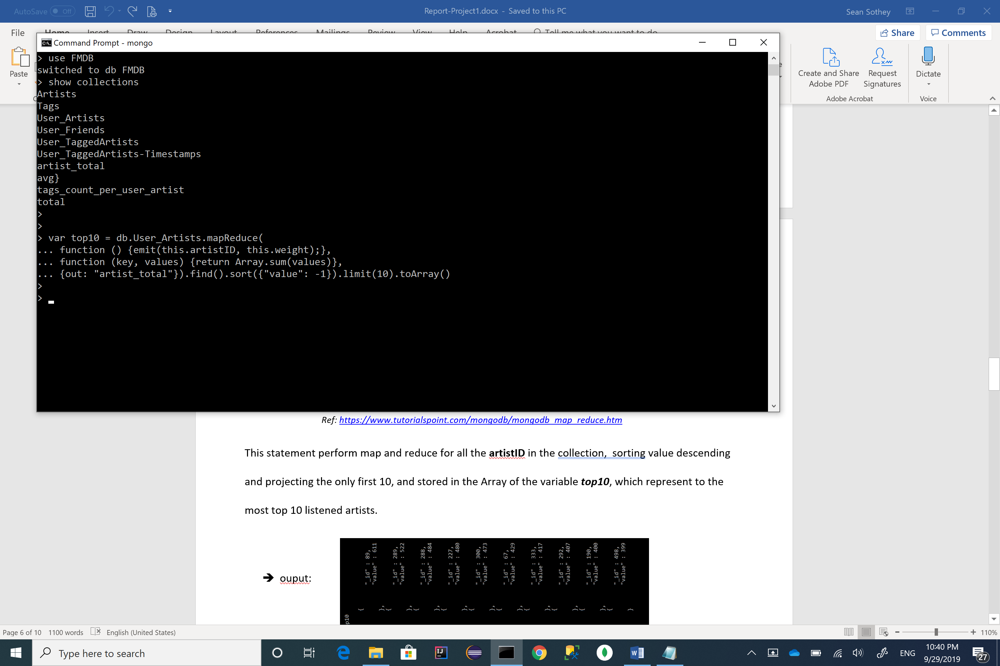 AutoSave Off
Report-Project1.docx - Saved to this PC
Sean Sothey
File Home Insert Draw Design Layout References Mailings Review View Help Acrobat Tell me what you want to do
Share
Comments
Command Prompt - mongo
Paste
Create and Share
Adobe PDF
Request
Signatures
Adobe Acrobat
Dictate
Voice
> use FMDB
switched to db FMDB
> show collections
Artists
Tags
User_Artists
User_Friends
User_TaggedArtists
User_TaggedArtists-Timestamps
artist_total
avg}
tags_count_per_user_artist
total
>
>
> var top10 = db.User_Artists.mapReduce(
... function () {emit(this.artistID, this.weight);},
... function (key, values) {return Array.sum(values)},
... {out: "artist_total"}).find().sort({"value": -1}).limit(10).toArray()
>
>
Ref: https://www.tutorialspoint.com/mongodb/mongodb_map_reduce.htm
This statement perform map and reduce for all the artistID in the collection,  sorting value descending
and projecting the only first 10, and stored in the Array of the variable top10, which represent to the
most top 10 listened artists.
➔ ouput:
p10
{
"_id" : 89,
"value" : 611
},
{
"_id" : 289,
"value" : 522
},
{
"_id" : 288,
"value" : 484
},
{
"_id" : 227,
"value" : 480
},
{
"_id" : 300,
"value" : 473
},
{
"_id" : 67,
"value" : 429
},
{
"_id" : 333,
"value" : 417
},
{
"_id" : 292,
"value" : 407
},
{
"_id" : 190,
"value" : 400
},
{
"_id" : 498,
"value" : 399
}
Page 6 of 10 1100 words English (United States)
110%
Type here to search
ENG
10:40 PM
9/29/2019
27